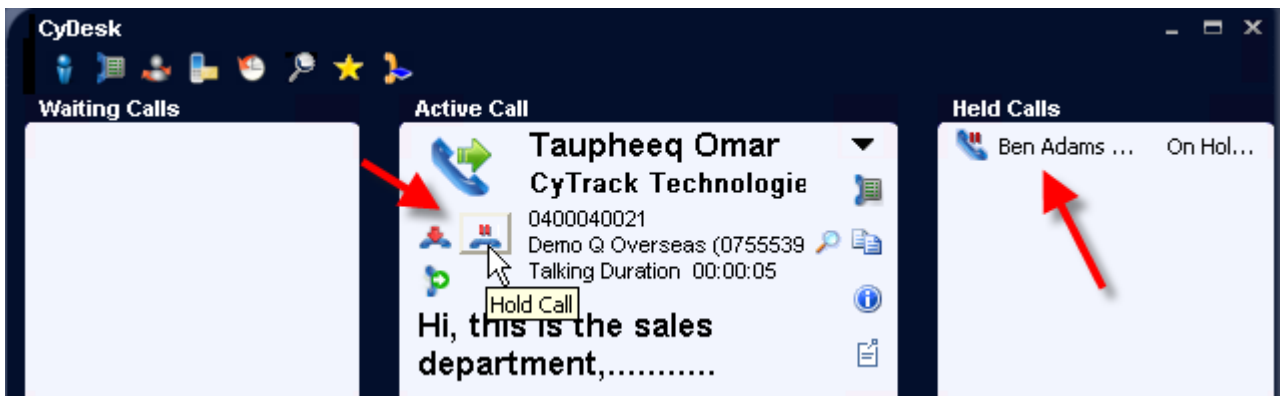 CyDesk
Waiting Calls
Active Call
Held Calls
Taupheeq Omar
CyTrack Technologie
0400040021
Demo Q Overseas (0755539
Talking Duration 00:00:05
Hold Call
Hi, this is the sales
department,...........
Ben Adams ... On Hol...